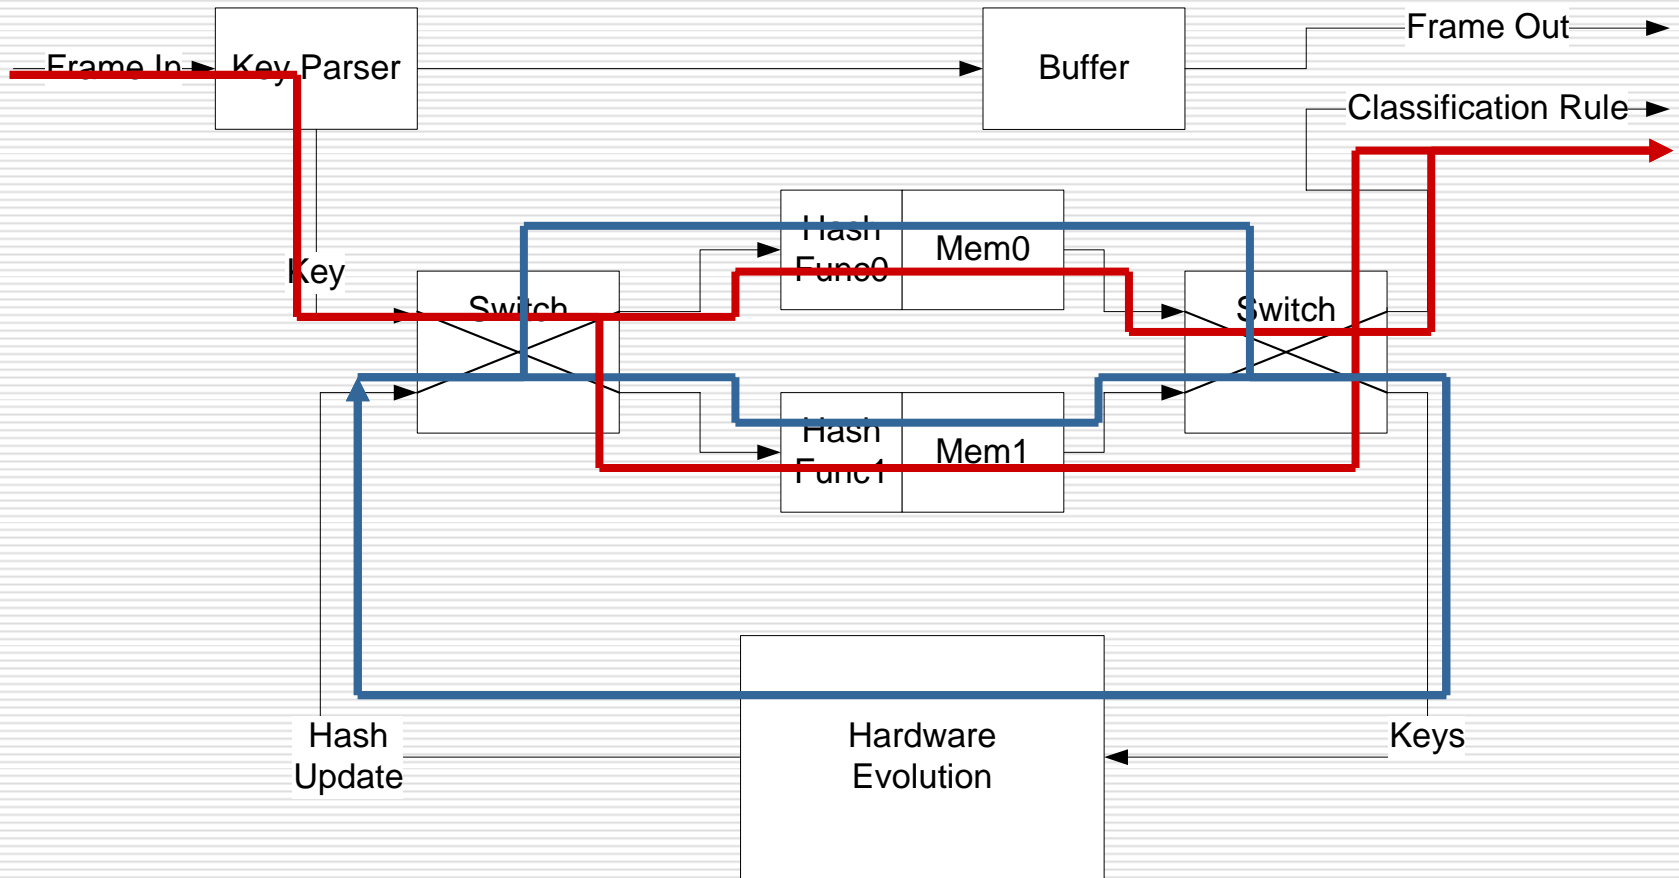 Frame In
Key Parser
Buffer
Frame Out
Classification Rule
Key
Hash
Func0
Mem0
Switch
Switch
Hash
Func1
Mem1
Hash
Update
Hardware
Evolution
Keys